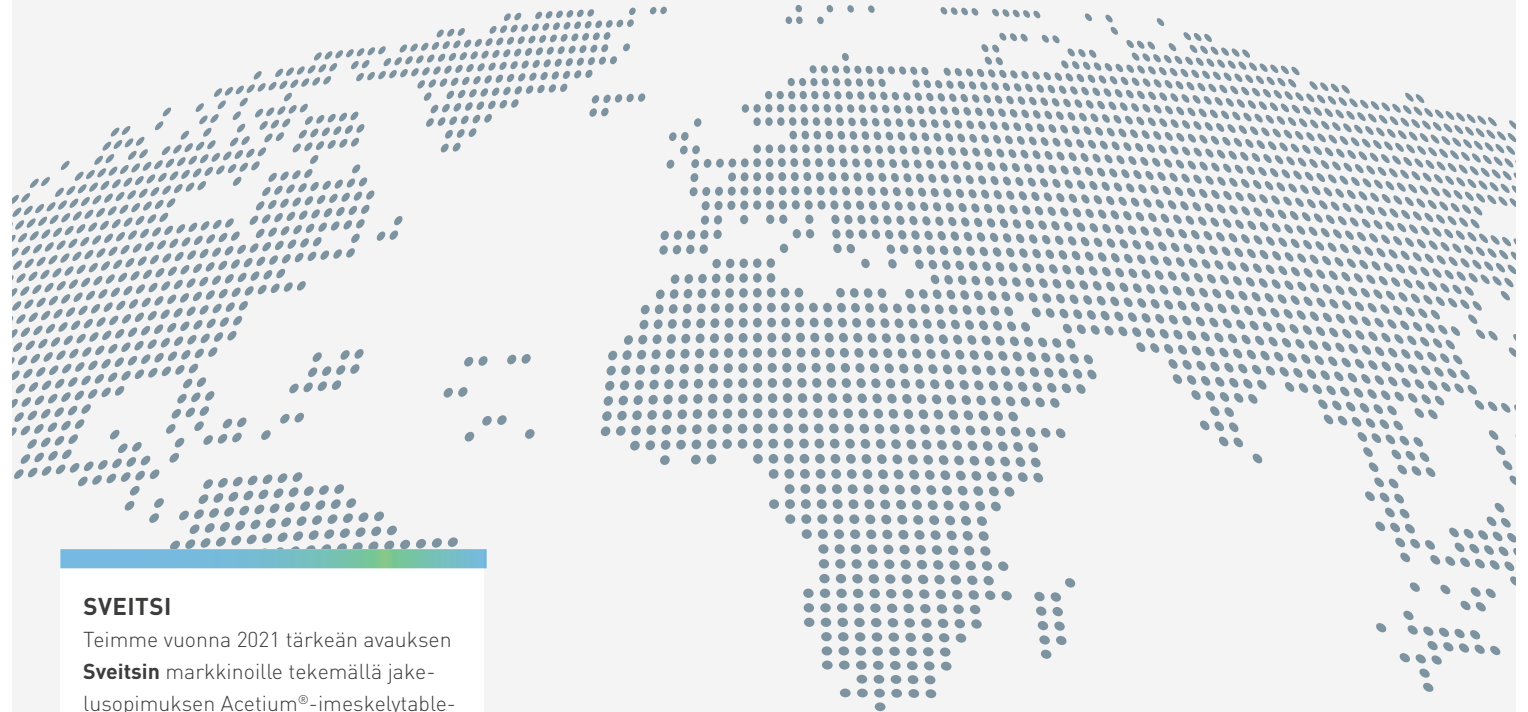 SVEITSI
Teimme vuonna 2021 tärkeän avauksen
Sveitsin markkinoille tekemällä jake-
lusopimuksen Acetium®-imeskelytable-